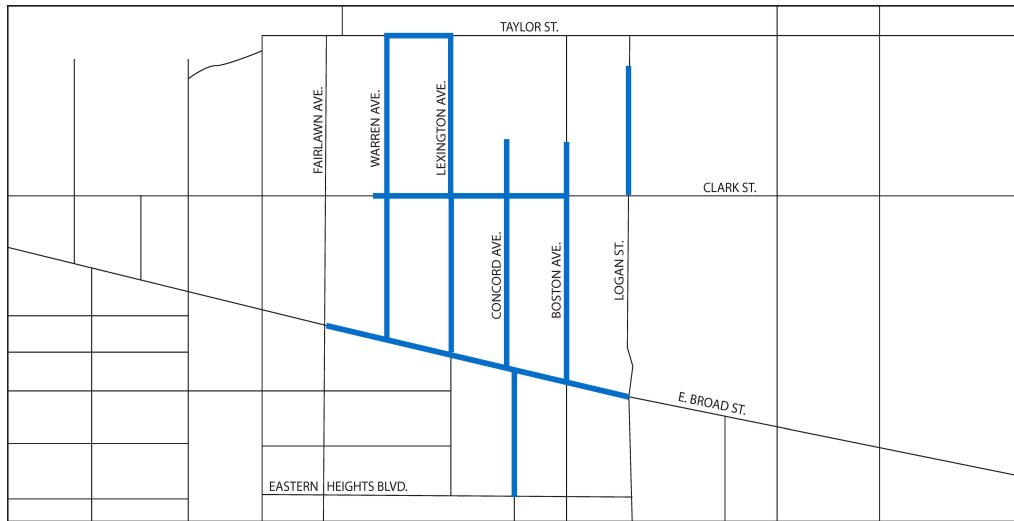 TAYLOR ST.
FAIRLAWN AVE.
WARREN AVE.
LEXINGTON AVE.
CLARK ST.
CONCORD AVE.
BOSTON AVE.
LOGAN ST.
E. BROAD ST.
EASTERN HEIGHTS BLVD.